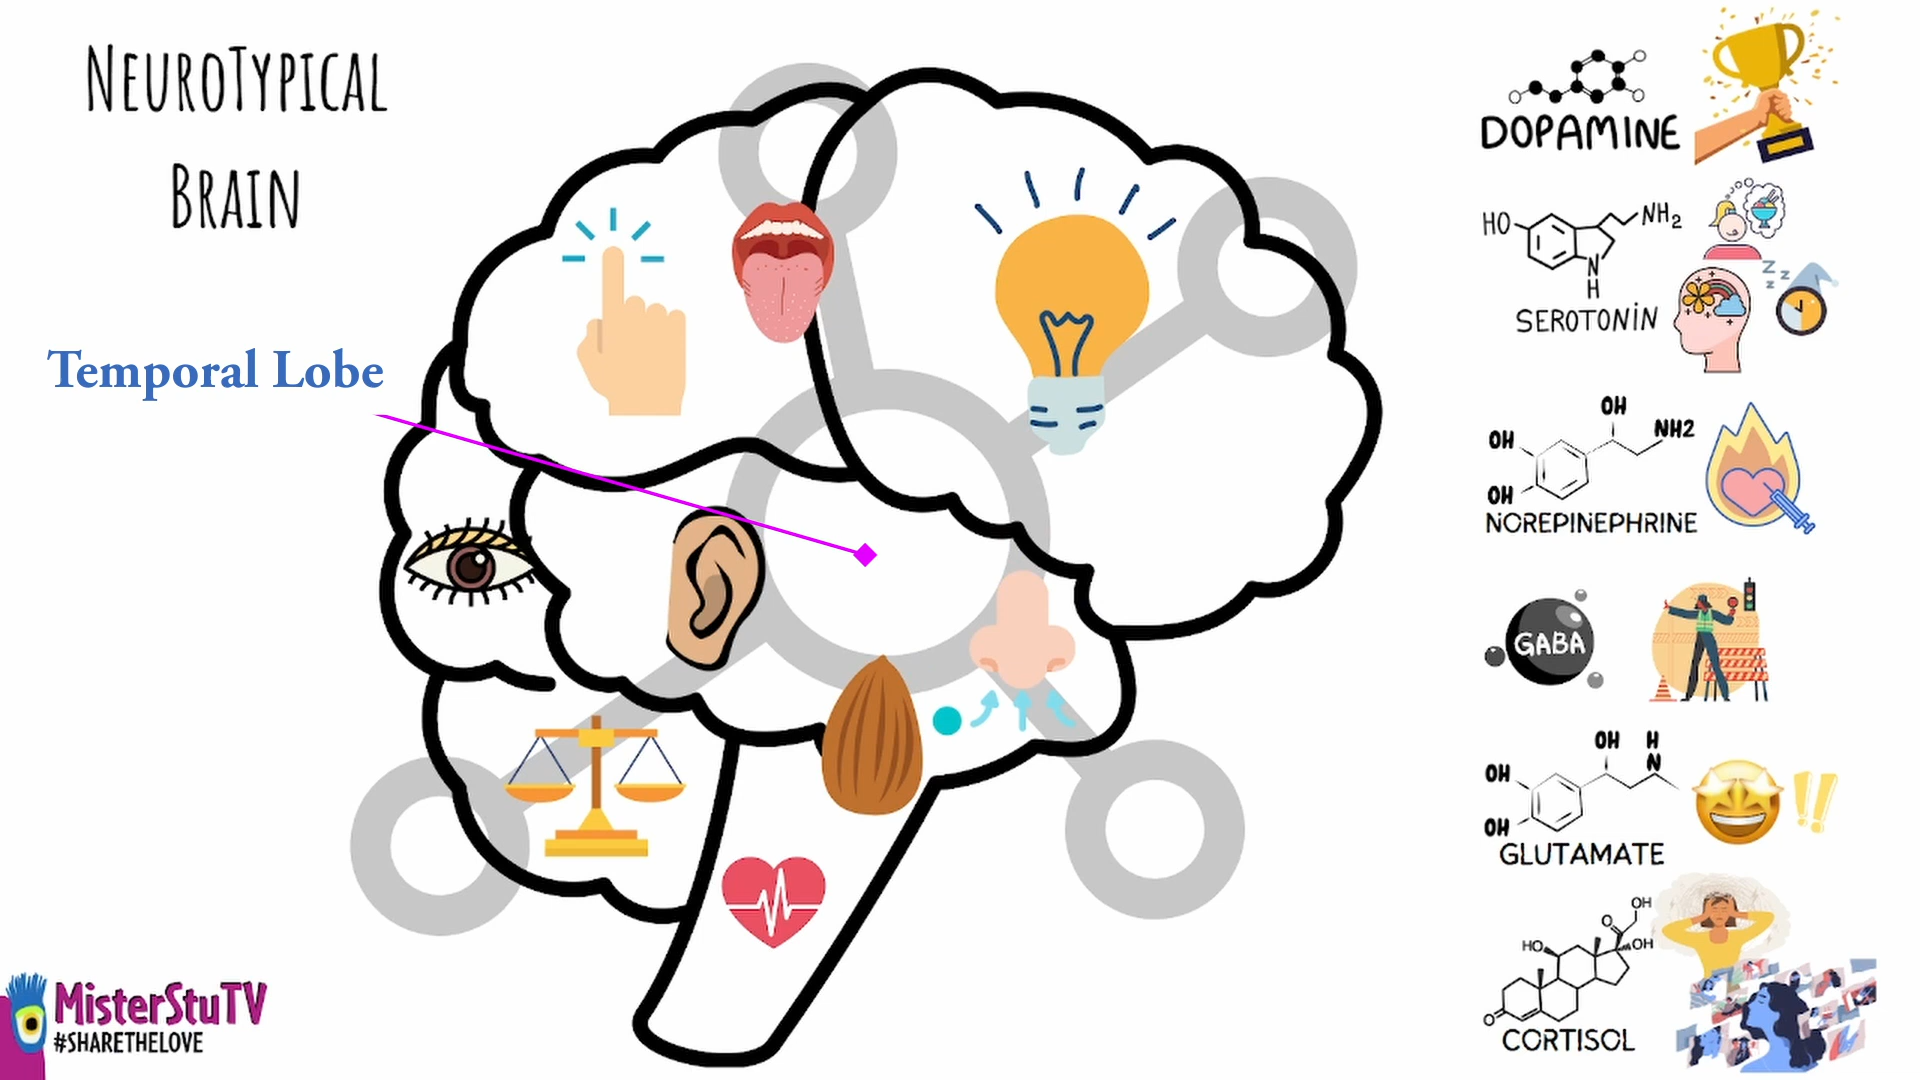 NEUROTYPICAL
BRAIN
Temporal Lobe
DOPAMINE
HO
NH2
N
H
SEROTONIN
OH
OH
NH2
OH
NOREPINEPHRINE
GABA
OH
H
N
OH
OH
GLUTAMATE
OH
O
HO
OH
O
CORTISOL
Z
Z
Z
!!
MisterStuTV
#SHARETHELOVE